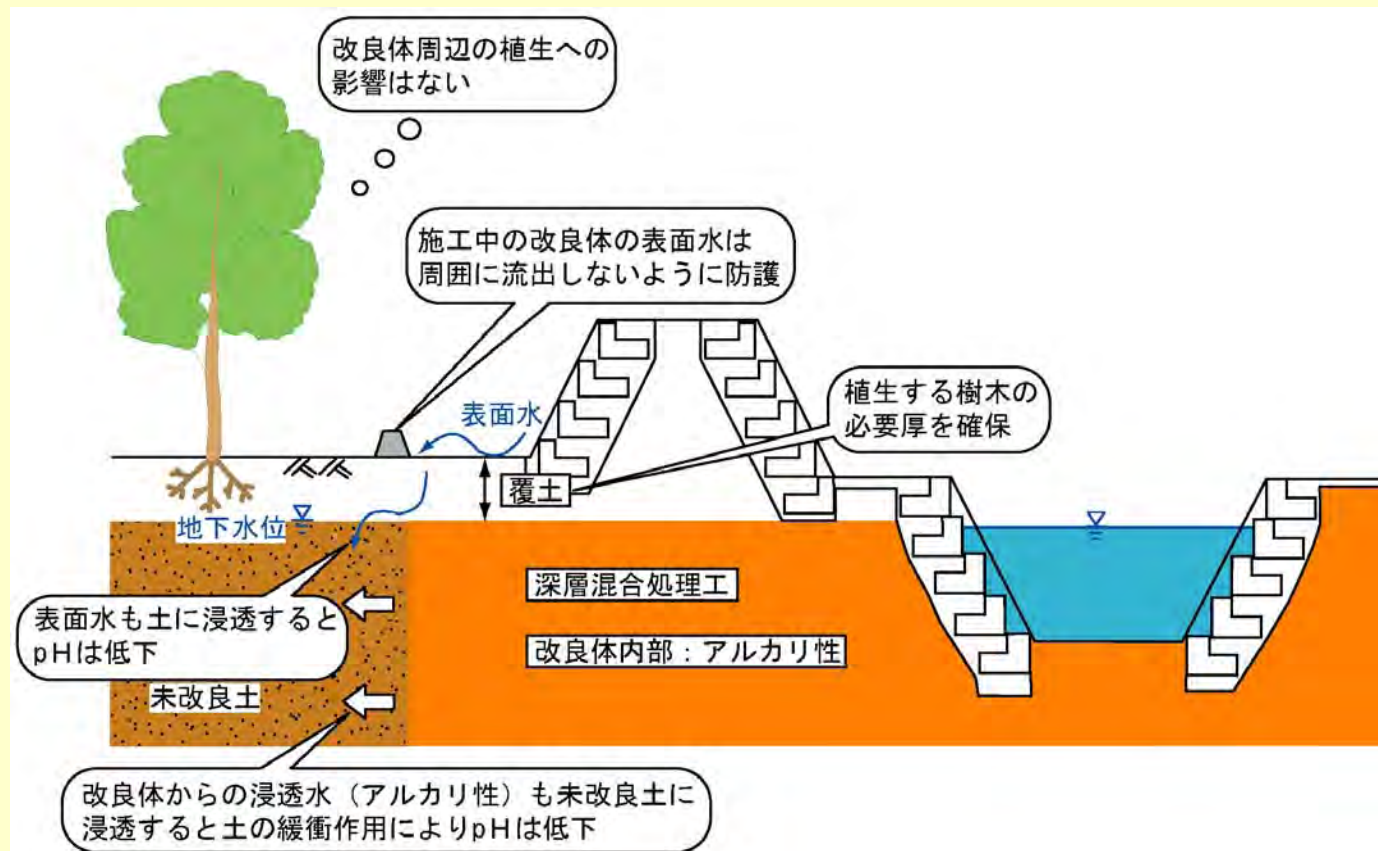 改良体周辺の植生への
影響はない
施工中の改良体の表面水は
周囲に流出しないように防護
表面水
植生する樹木の
必要厚を確保
覆土
地下水位
深層混合処理工
表面水も土に浸透すると
pHは低下
改良体内部：アルカリ性
未改良土
改良体からの浸透水（アルカリ性）も未改良土に
浸透すると土の緩衝作用によりpHは低下